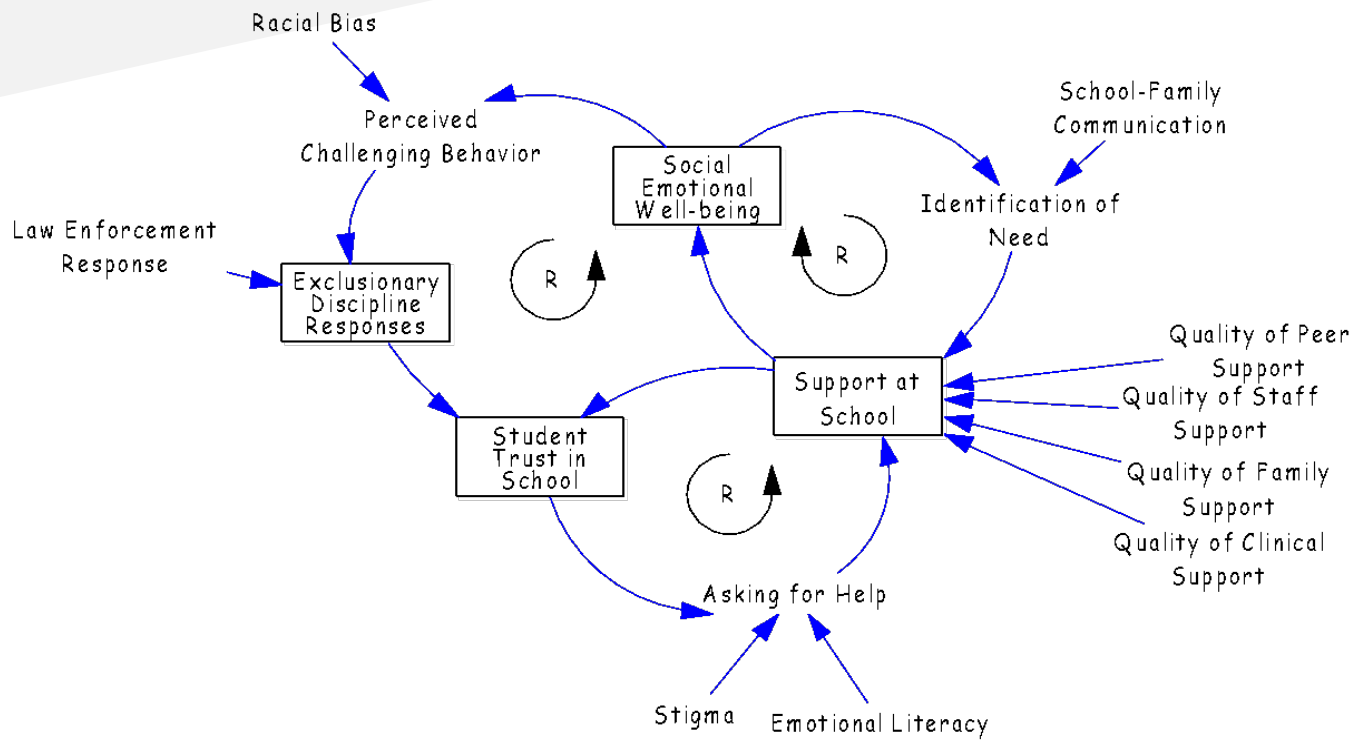 Racial Bias
Perceived
Challenging Behavior
School-Family
Communication
Social
Emotional
Well-being
Identification of
Need
Law Enforcement
Response
R
R
Exclusionary
Discipline
Responses
Quality of Peer
Support
Support at
School
Quality of Staff
Support
Student
Trust in
School
R
Quality of Family
Support
Quality of Clinical
Support
Asking for Help
Stigma
Emotional Literacy